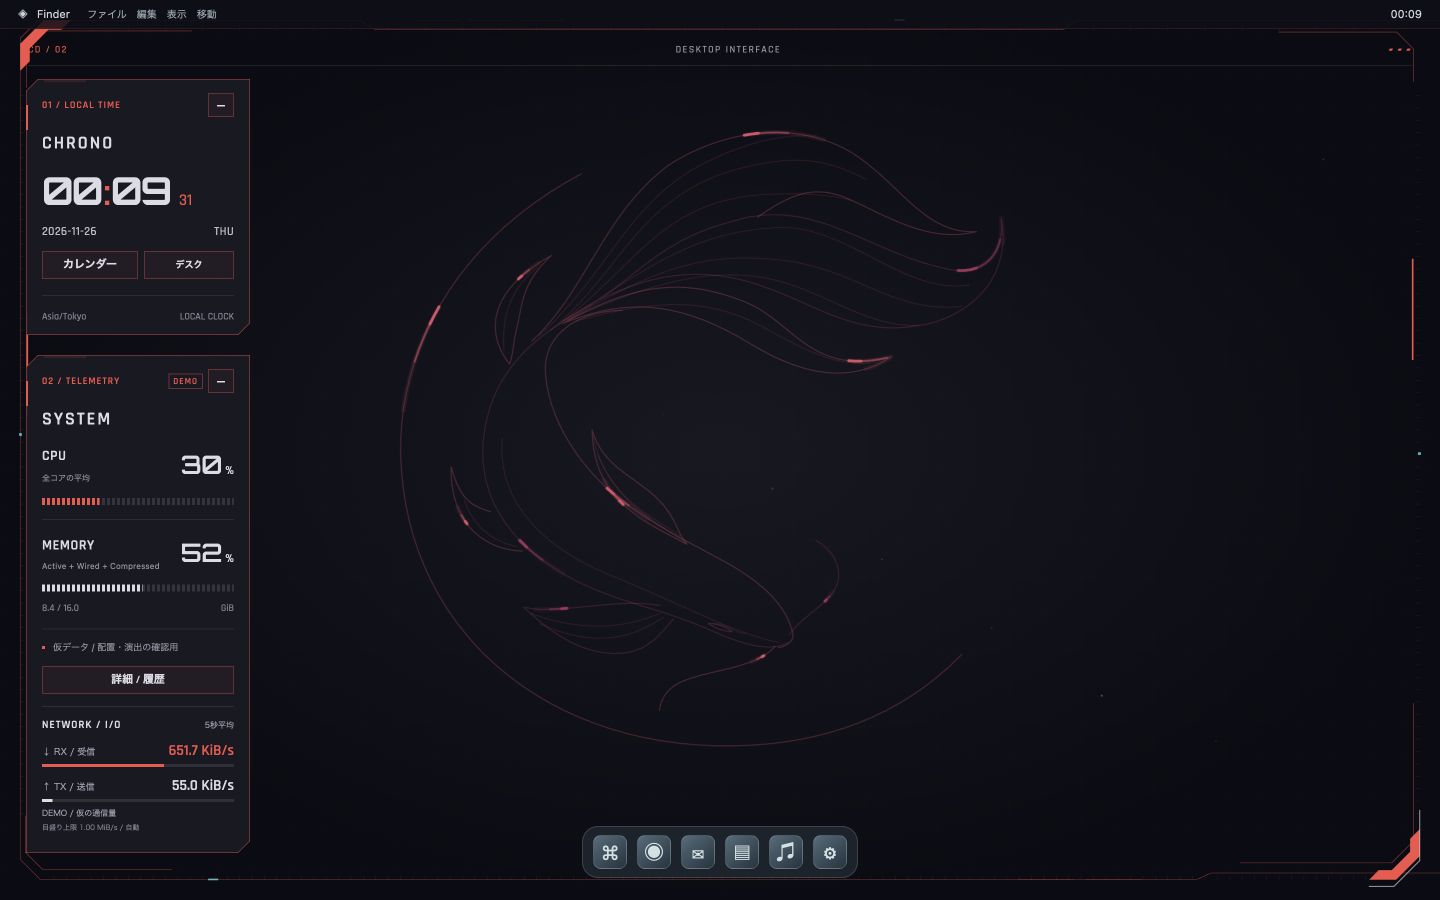 Finder ファイル 編集 表示 移動 00:09
CD / 02 DESKTOP INTERFACE
01 / LOCAL TIME
CHRONO
00:09 31
2026-11-26 THU
カレンダー デスク
Asia/Tokyo LOCAL CLOCK
02 / TELEMETRY DEMO
SYSTEM
CPU 30 %
全コアの平均
MEMORY 52 %
Active + Wired + Compressed
8.4 / 16.0 GiB
仮データ / 配置・演出の確認用
詳細 / 履歴
NETWORK / I/O 5秒平均
↓ RX / 受信 651.7 KiB/s
↑ TX / 送信 55.0 KiB/s
DEMO / 仮の通信量
目盛り上限 1.00 MiB/s / 自動